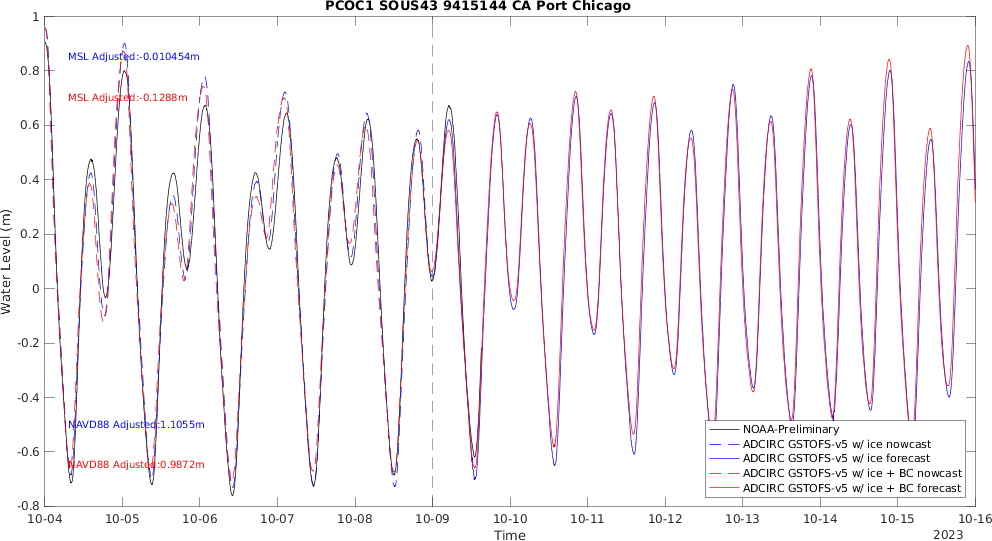 PCOC1 SOUS43 9415144 CA Port Chicago
1
0.8
0.6
0.4
0.2
0
-0.2
-0.4
-0.6
-0.8
Water Level (m)
MSL Adjusted:-0.010454m
MSL Adjusted:-0.1288m
NAVD88 Adjusted:1.1055m
NAVD88 Adjusted:0.9872m
NOAA-Preliminary
ADCIRC GSTOFS-v5 w/ ice nowcast
ADCIRC GSTOFS-v5 w/ ice forecast
ADCIRC GSTOFS-v5 w/ ice + BC nowcast
ADCIRC GSTOFS-v5 w/ ice + BC forecast
10-04 10-05 10-06 10-07 10-08 10-09 10-10 10-11 10-12 10-13 10-14 10-15 10-16
Time
2023